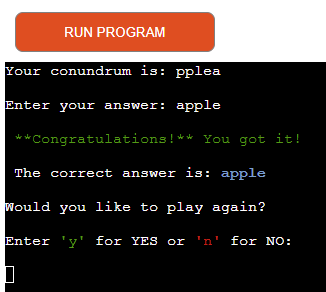 RUN PROGRAM
Your conundrum is: pplea
Enter your answer: apple
**Congratulations!** You got it!
The correct answer is: apple
Would you like to play again?
Enter 'y' for YES or 'n' for NO: